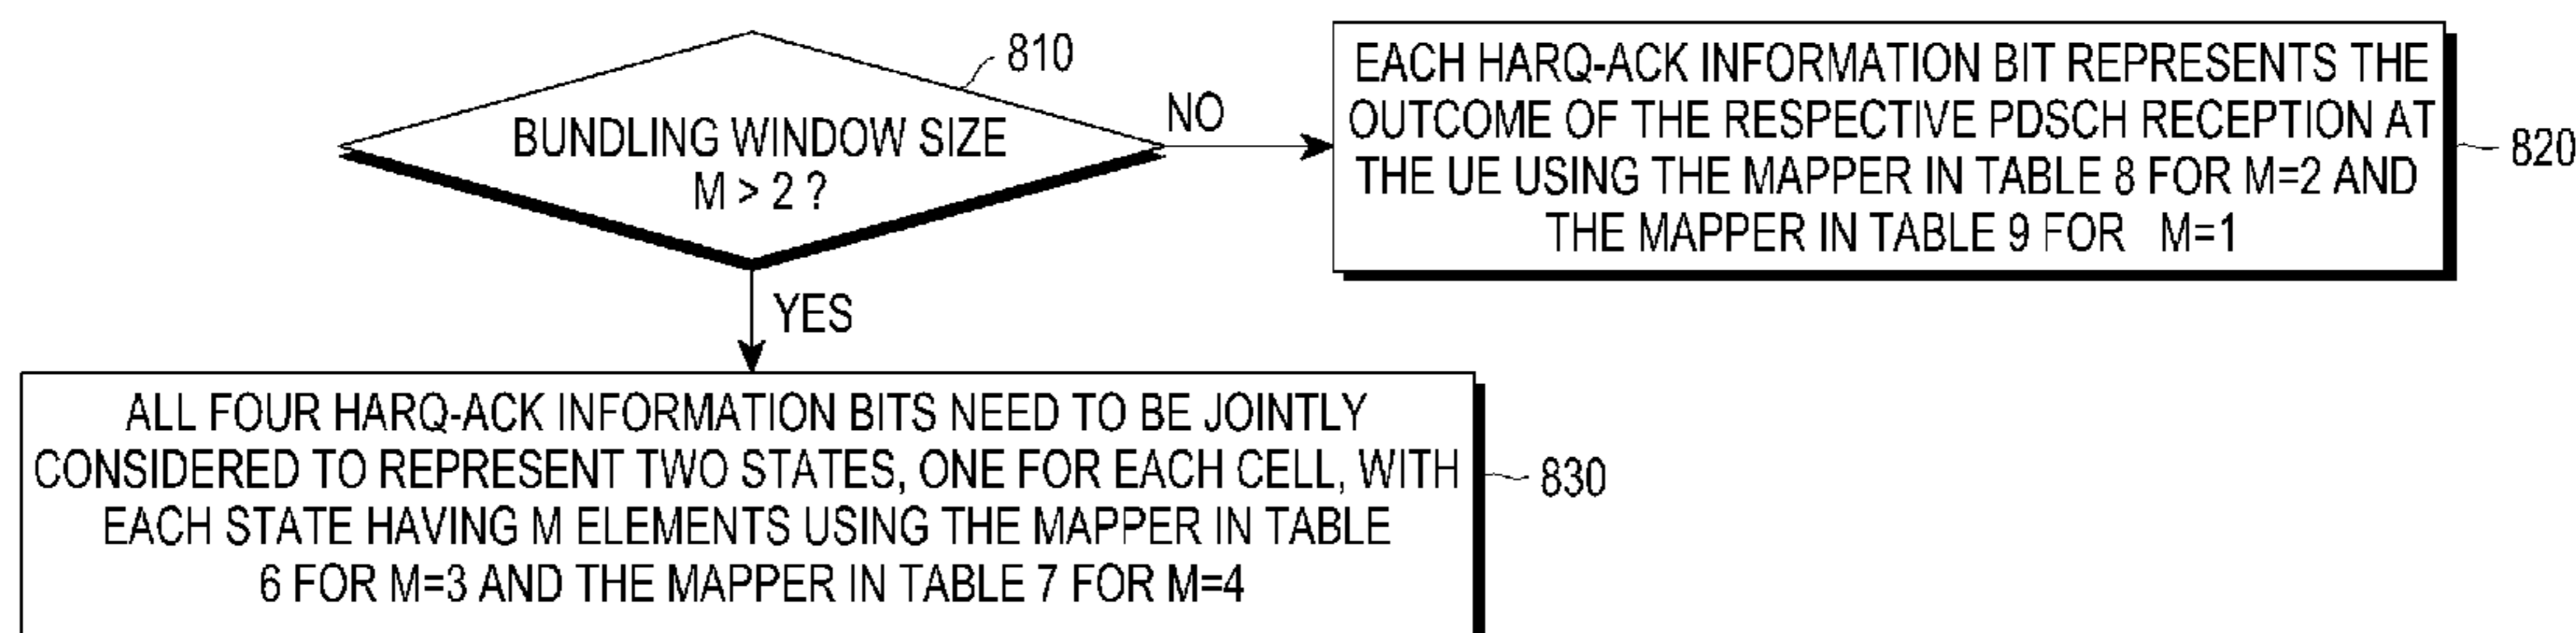 810
BUNDLING WINDOW SIZE
M > 2 ?
NO
EACH HARQ-ACK INFORMATION BIT REPRESENTS THE
OUTCOME OF THE RESPECTIVE PDSCH RECEPTION AT
THE UE USING THE MAPPER IN TABLE 8 FOR M=2 AND
THE MAPPER IN TABLE 9 FOR M=1
820
YES
ALL FOUR HARQ-ACK INFORMATION BITS NEED TO BE JOINTLY
CONSIDERED TO REPRESENT TWO STATES, ONE FOR EACH CELL, WITH
EACH STATE HAVING M ELEMENTS USING THE MAPPER IN TABLE
6 FOR M=3 AND THE MAPPER IN TABLE 7 FOR M=4
830